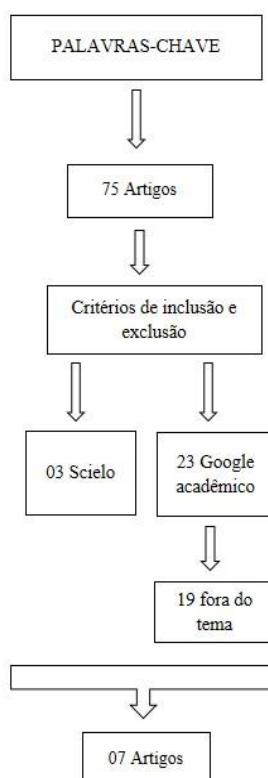 PALAVRAS-CHAVE
75 Artigos
Critérios de inclusão e
exclusão
03 Scielo
23 Google
acadêmico
19 fora do
tema
07 Artigos